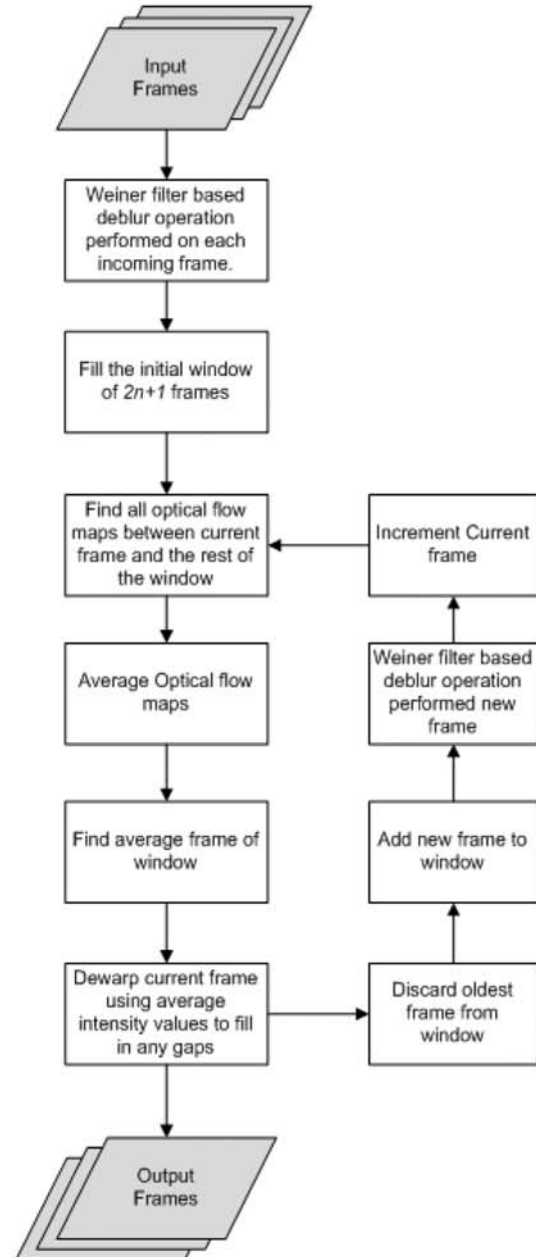 Input
Frames
Weiner filter based
deblur operation
performed on each
incoming frame.
Fill the initial window
of 2n+1 frames
Find all optical flow
maps between current
frame and the rest of
the window
Increment Current
frame
Average Optical flow
maps
Weiner filter based
deblur operation
performed new
frame
Find average frame of
window
Add new frame to
window
Dewarp current frame
using average
intensity values to fill
in any gaps
Discard oldest
frame from
window
Output
Frames